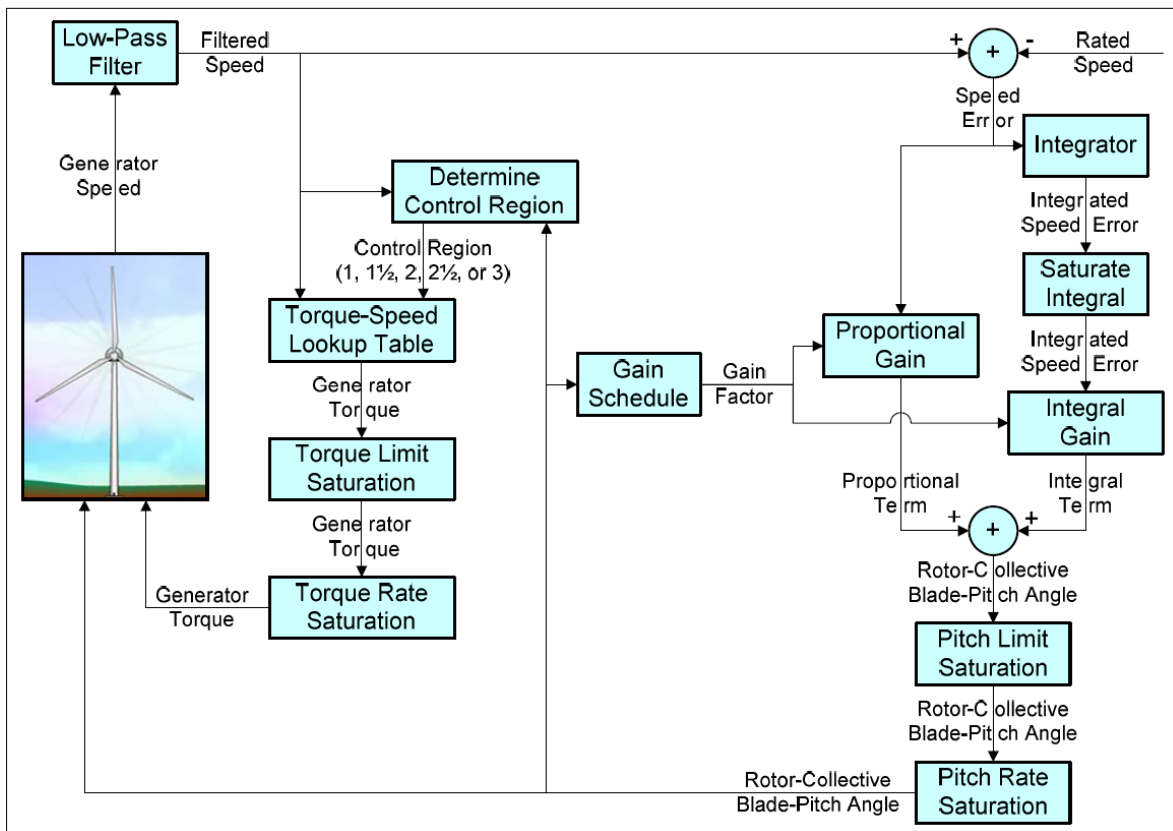 Low-Pass
Filter
Filtered
Speed
+
+
-
Rated
Speed
Speed
Error
Generator
Speed
Integrator
Determine
Control Region
Integrated
Speed Error
Control Region
(1, 1½, 2, 2½, or 3)
Saturate
Integral
Torque-Speed
Lookup Table
Proportional
Gain
Integrated
Speed Error
Gain
Schedule
Gain
Factor
Generator
Torque
Integral
Gain
Torque Limit
Saturation
Proportional
Term
Integral
Term
+
+
+
Generator
Torque
Rotor-Collective
Blade-Pitch Angle
Generator
Torque
Torque Rate
Saturation
Pitch Limit
Saturation
Rotor-Collective
Blade-Pitch Angle
Rotor-Collective
Blade-Pitch Angle
Pitch Rate
Saturation